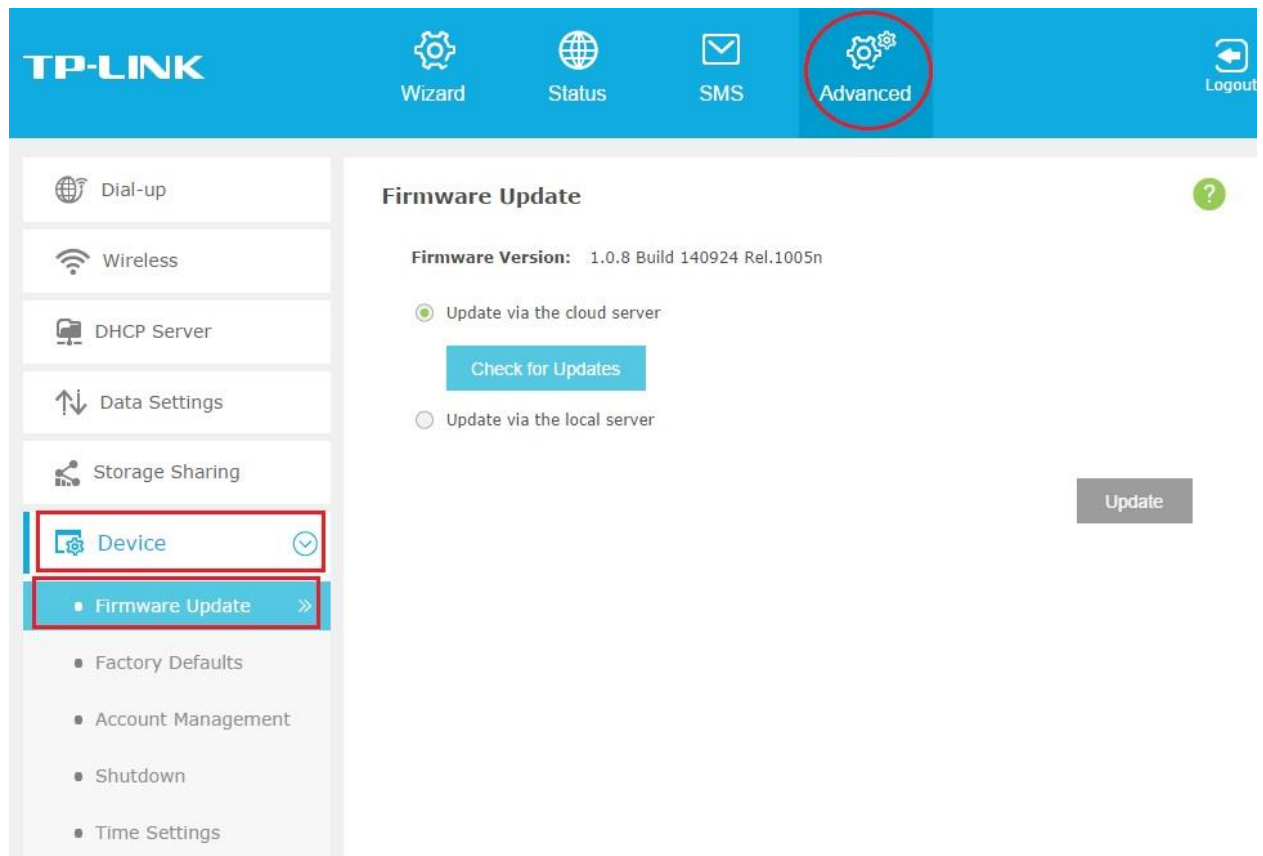 TP-LINK
Wizard
Status
SMS
Advanced
Logout
Dial-up
Wireless
DHCP Server
Data Settings
Storage Sharing
Device
Firmware Update
Factory Defaults
Account Management
Shutdown
Time Settings
Firmware Update
?
Firmware Version: 1.0.8 Build 140924 Rel.1005n
Update via the cloud server
Check for Updates
Update via the local server
Update